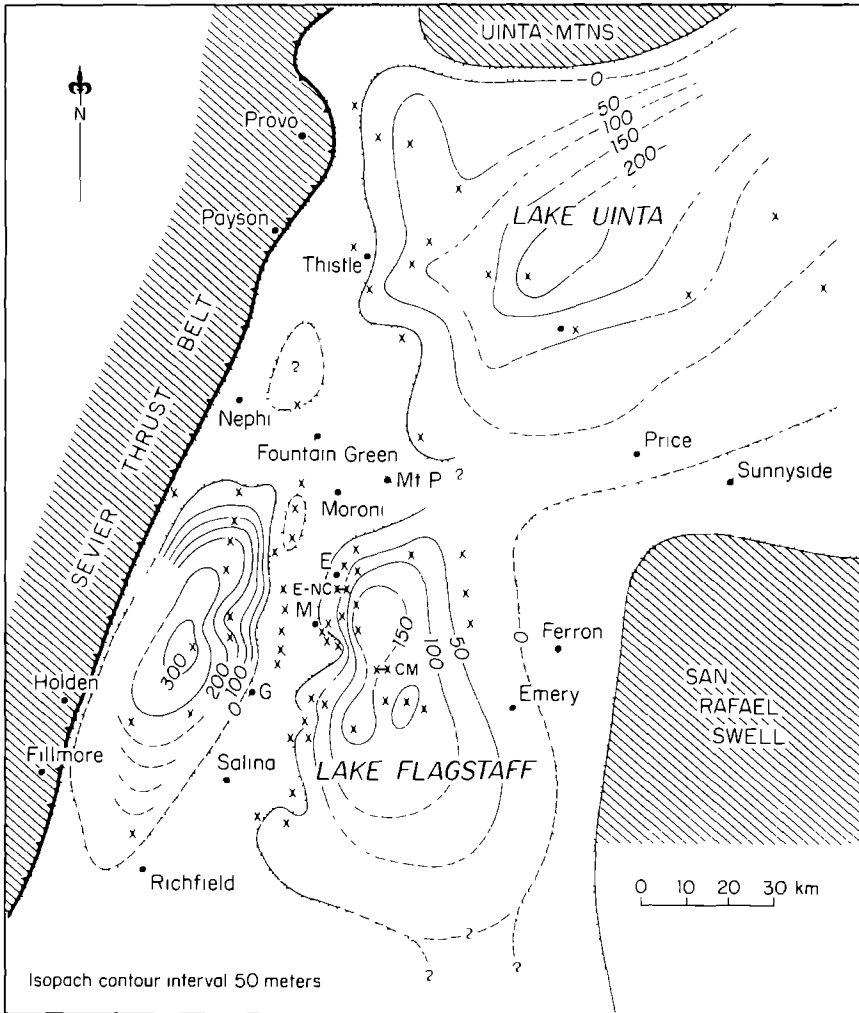 UINTA MTNS
N
0
50
100
150
200
Provo
LAKE UINTA
Payson
Thistle
SEVIER THRUST BELT
?
Nephi
Fountain Green
Price
Mt P
?
Sunnyside
Moroni
E
E-NC
M
150
100
50
0
Ferron
CM
300
200
100
0
G
Holden
Emery
SAN
RAFAEL
SWELL
Fillmore
Salina
LAKE FLAGSTAFF
Richfield
0 10 20 30 km
?
?
?
Isopach contour interval 50 meters